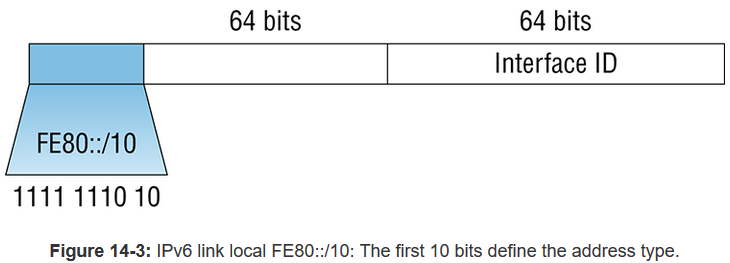 64 bits 64 bits
Interface ID
FE80::/10
1111 1110 10
Figure 14-3: IPv6 link local FE80::/10: The first 10 bits define the address type.